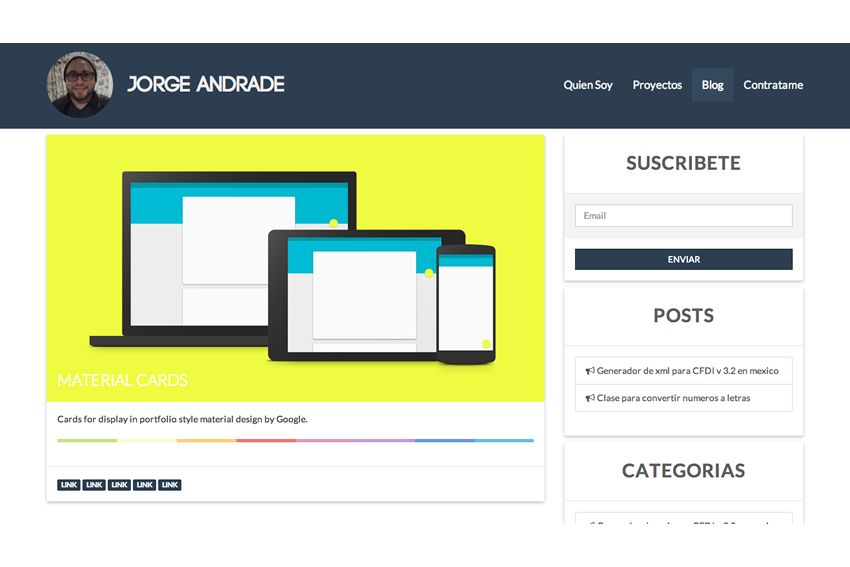 JORGE ANDRADE
Quien Soy
Proyectos
Blog
Contratame
MATERIAL CARDS
Cards for display in portfolio style material design by Google.
LINK LINK LINK LINK LINK
SUSCRIBETE
Email
ENVIAR
POSTS
Generador de xml para CFDI v 3.2 en mexico
Clase para convertir numeros a letras
CATEGORIAS